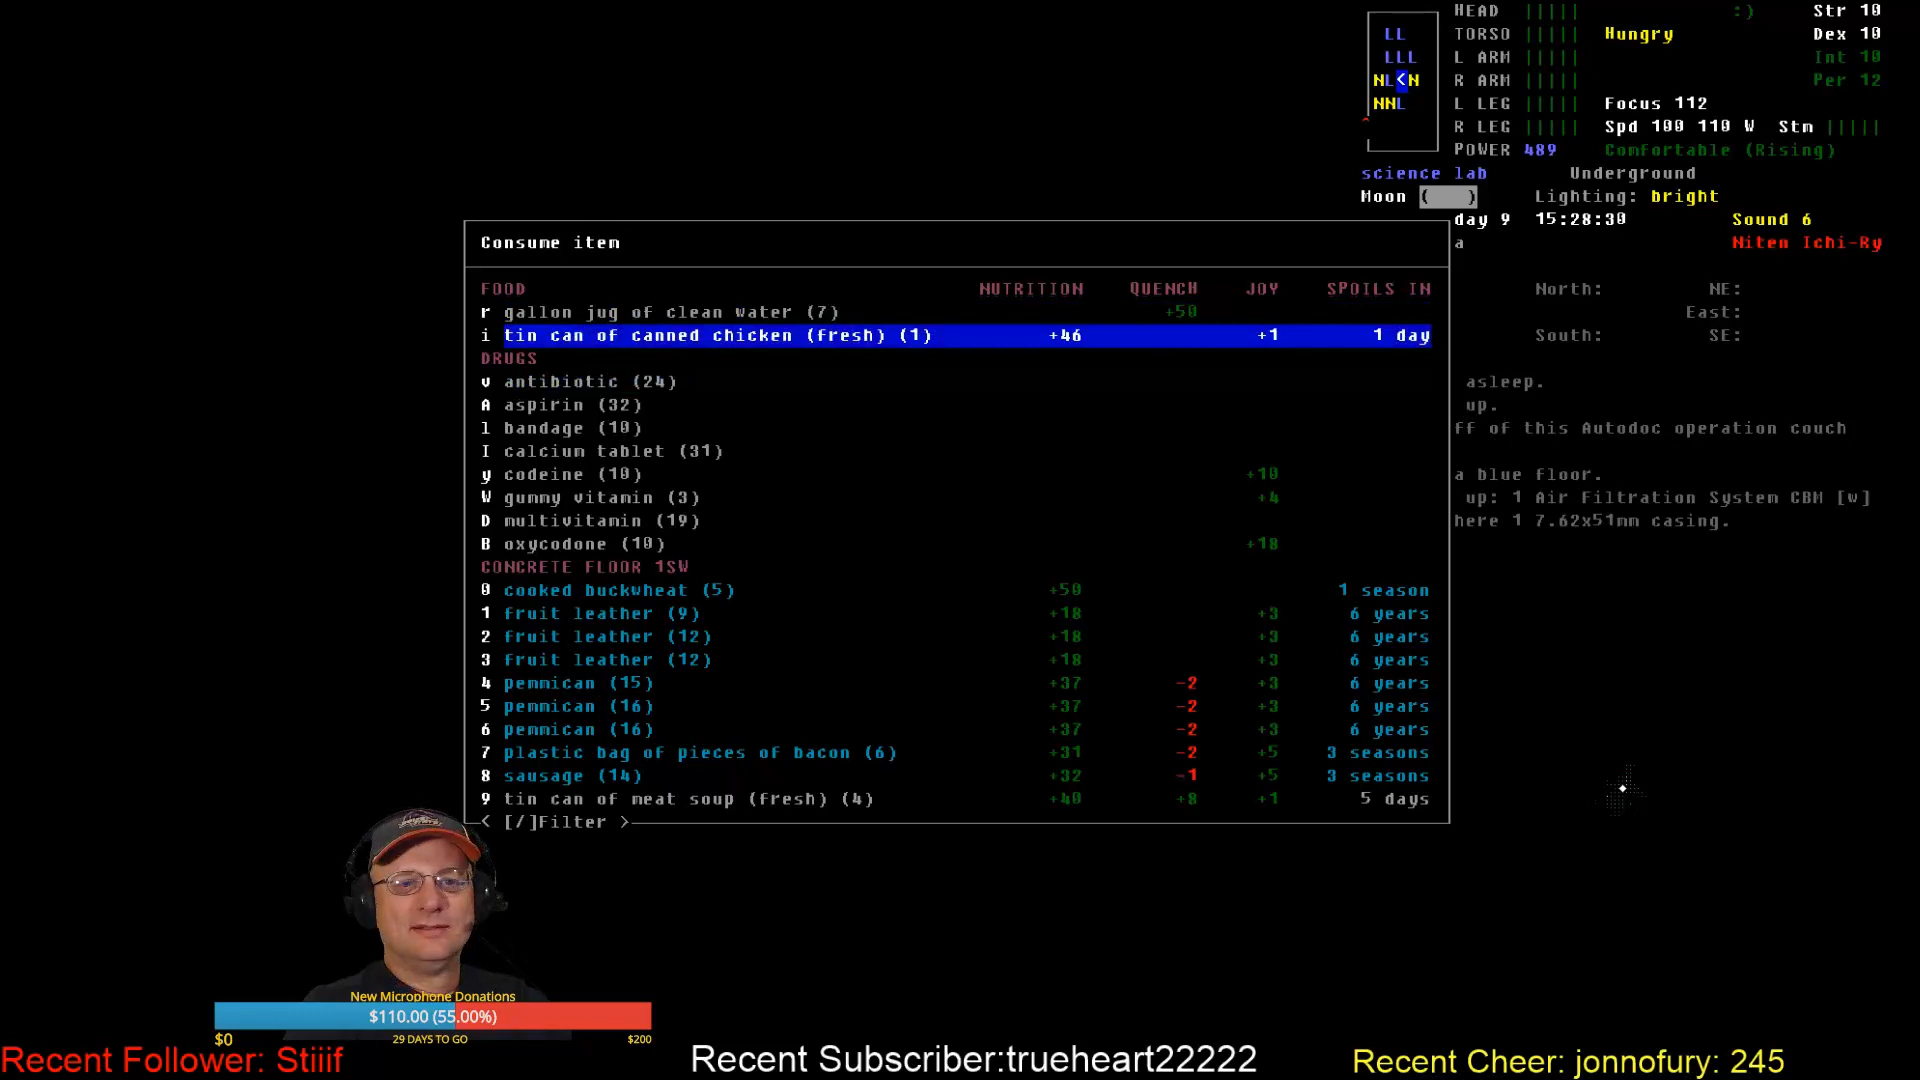 HEAD ||||| :) Str 10
LL TORSO ||||| Hungry Dex 10
LLL L ARM ||||| Int 10
NL<N R ARM ||||| Per 12
NNL L LEG ||||| Focus 112
R LEG ||||| Spd 100 110 W Stm |||||
POWER 489 Comfortable (Rising)
science lab Underground
Moon ( ) Lighting: bright
day 9 15:28:30 Sound 6
a Niten Ichi-Ry
Consume item
FOOD NUTRITION QUENCH JOY SPOILS IN
r gallon jug of clean water (7) +50
i tin can of canned chicken (fresh) (1) +46 +1 1 day
DRUGS
v antibiotic (24)
A aspirin (32)
l bandage (10)
I calcium tablet (31)
y codeine (10) +10
W gummy vitamin (3) +4
D multivitamin (19)
B oxycodone (10) +18
CONCRETE FLOOR 1SW
0 cooked buckwheat (5) +50 1 season
1 fruit leather (9) +18 +3 6 years
2 fruit leather (12) +18 +3 6 years
3 fruit leather (12) +18 +3 6 years
4 pemmican (15) +37 -2 +3 6 years
5 pemmican (16) +37 -2 +3 6 years
6 pemmican (16) +37 -2 +3 6 years
7 plastic bag of pieces of bacon (6) +31 -2 +5 3 seasons
8 sausage (14) +32 -1 +5 3 seasons
9 tin can of meat soup (fresh) (4) +40 +8 +1 5 days
< [/]Filter >
North: NE:
East:
South: SE:
asleep.
up.
ff of this Autodoc operation couch
a blue floor.
up: 1 Air Filtration System CBM [w]
here 1 7.62x51mm casing.
New Microphone Donations
$110.00 (55.00%)
$0 29 DAYS TO GO $200
Recent Follower: Stiiif
Recent Subscriber:trueheart22222
Recent Cheer: jonnofury: 245